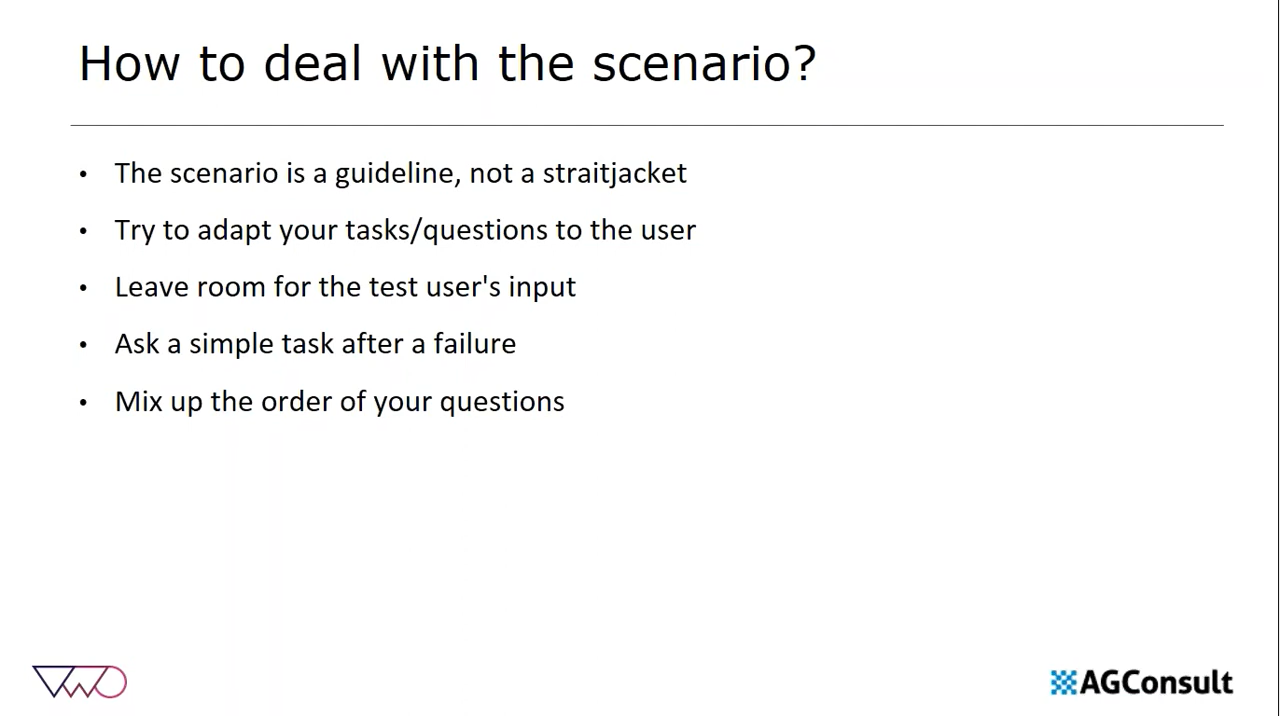 How to deal with the scenario?
• The scenario is a guideline, not a straitjacket
• Try to adapt your tasks/questions to the user
• Leave room for the test user's input
• Ask a simple task after a failure
• Mix up the order of your questions
VWO
AGConsult